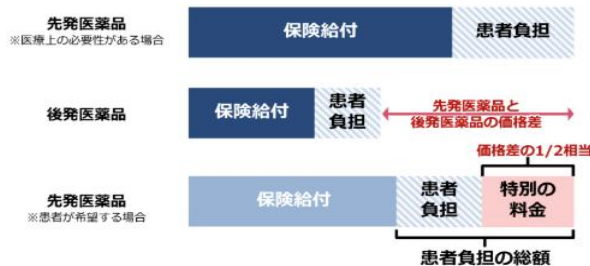 先発医薬品
※医療上の必要性がある場合
保険給付
患者負担
後発医薬品
保険給付
患者
負担
先発医薬品と
後発医薬品の価格差
価格差の1/2相当
先発医薬品
※患者が希望する場合
保険給付
患者
負担
特別の
料金
患者負担の総額